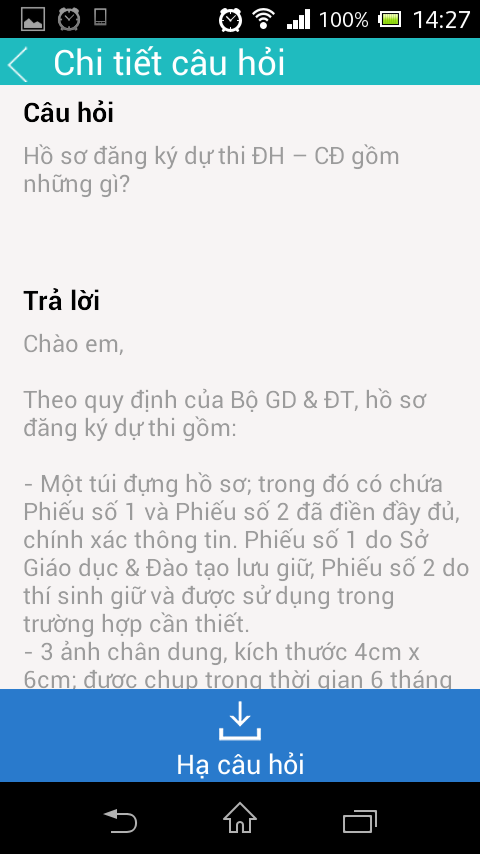 100% 14:27
Chi tiết câu hỏi
Câu hỏi
Hồ sơ đăng ký dự thi ĐH – CĐ gồm
những gì?
Trả lời
Chào em,
Theo quy định của Bộ GD & ĐT, hồ sơ
đăng ký dự thi gồm:
- Một túi đựng hồ sơ; trong đó có chứa
Phiếu số 1 và Phiếu số 2 đã điền đầy đủ,
chính xác thông tin. Phiếu số 1 do Sở
Giáo dục & Đào tạo lưu giữ, Phiếu số 2 do
thí sinh giữ và được sử dụng trong
trường hợp cần thiết.
- 3 ảnh chân dung, kích thước 4cm x
6cm; được chụp trong thời gian 6 tháng
Hạ câu hỏi